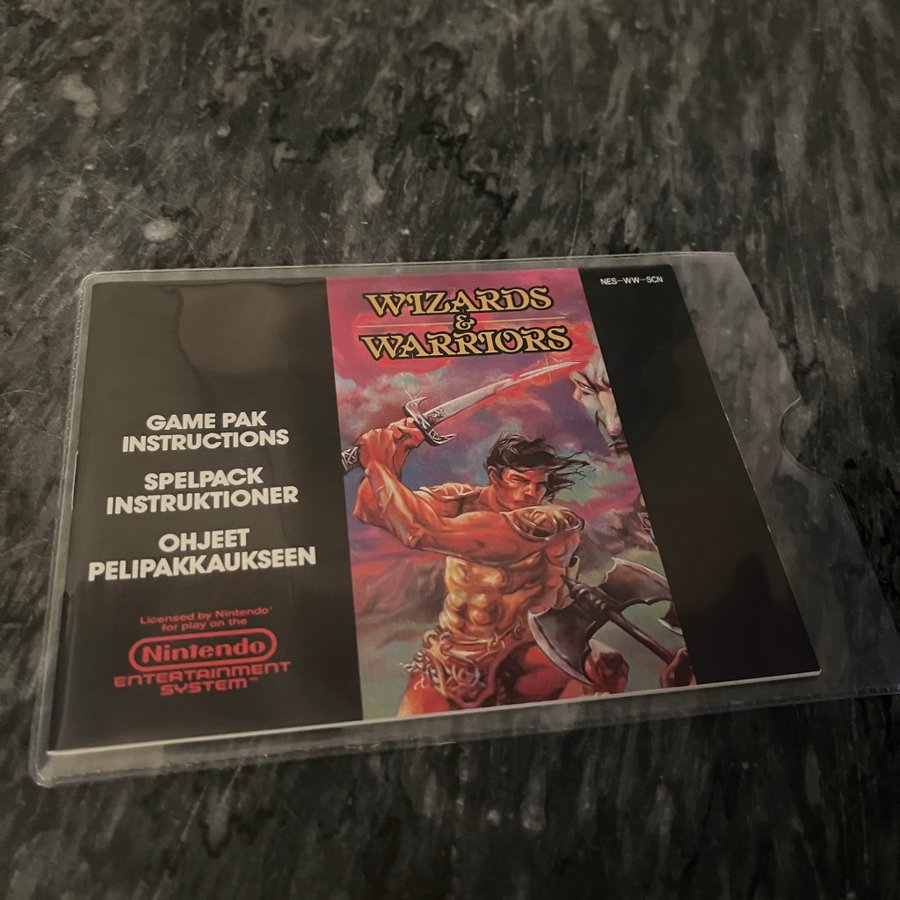 WIZARDS
&
WARRIORS
NES-WW-SCN
GAME PAK
INSTRUCTIONS
SPELPACK
INSTRUKTIONER
OHJEET
PELIPAKKAUKSEEN
Licensed by Nintendo®
for play on the
Nintendo
ENTERTAINMENT
SYSTEM™